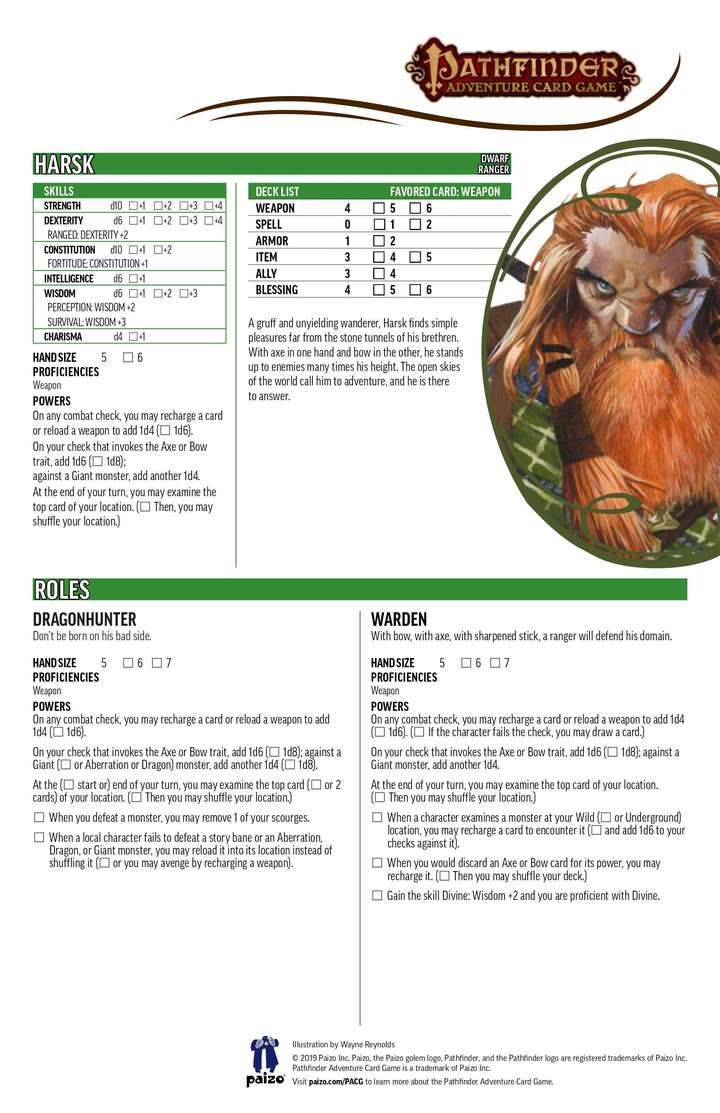 PATHFINDER
ADVENTURE CARD GAME
HARSK
DWARF
RANGER
SKILLS
STRENGTH d10 ☐+1 ☐+2 ☐+3 ☐+4
DEXTERITY d6 ☐+1 ☐+2 ☐+3 ☐+4
RANGED: DEXTERITY +2
CONSTITUTION d10 ☐+1 ☐+2
FORTITUDE: CONSTITUTION +1
INTELLIGENCE d6 ☐+1
WISDOM d6 ☐+1 ☐+2 ☐+3
PERCEPTION: WISDOM +2
SURVIVAL: WISDOM +3
CHARISMA d4 ☐+1
HAND SIZE 5 ☐ 6
PROFICIENCIES
Weapon
POWERS
On any combat check, you may recharge a card
or reload a weapon to add 1d4 (☐ 1d6).
On your check that invokes the Axe or Bow
trait, add 1d6 (☐ 1d8);
against a Giant monster, add another 1d4.
At the end of your turn, you may examine the
top card of your location. (☐ Then, you may
shuffle your location.)
DECK LIST FAVORED CARD: WEAPON
WEAPON 4 ☐ 5 ☐ 6
SPELL 0 ☐ 1 ☐ 2
ARMOR 1 ☐ 2
ITEM 3 ☐ 4 ☐ 5
ALLY 3 ☐ 4
BLESSING 4 ☐ 5 ☐ 6
A gruff and unyielding wanderer, Harsk finds simple
pleasures far from the stone tunnels of his brethren.
With axe in one hand and bow in the other, he stands
up to enemies many times his height. The open skies
of the world call him to adventure, and he is there
to answer.
ROLES
DRAGONHUNTER
Don't be born on his bad side.
HAND SIZE 5 ☐ 6 ☐ 7
PROFICIENCIES
Weapon
POWERS
On any combat check, you may recharge a card or reload a weapon to add
1d4 (☐ 1d6).
On your check that invokes the Axe or Bow trait, add 1d6 (☐ 1d8); against a
Giant (☐ or Aberration or Dragon) monster, add another 1d4 (☐ 1d8).
At the (☐ start or) end of your turn, you may examine the top card (☐ or 2
cards) of your location. (☐ Then you may shuffle your location.)
☐ When you defeat a monster, you may remove 1 of your scourges.
☐ When a local character fails to defeat a story bane or an Aberration,
Dragon, or Giant monster, you may reload it into its location instead of
shuffling it (☐ or you may avenge by recharging a weapon).
WARDEN
With bow, with axe, with sharpened stick, a ranger will defend his domain.
HAND SIZE 5 ☐ 6 ☐ 7
PROFICIENCIES
Weapon
POWERS
On any combat check, you may recharge a card or reload a weapon to add 1d4
(☐ 1d6). (☐ If the character fails the check, you may draw a card.)
On your check that invokes the Axe or Bow trait, add 1d6 (☐ 1d8); against a
Giant monster, add another 1d4.
At the end of your turn, you may examine the top card of your location.
(☐ Then you may shuffle your location.)
☐ When a character examines a monster at your Wild (☐ or Underground)
location, you may recharge a card to encounter it (☐ and add 1d6 to your
checks against it).
☐ When you would discard an Axe or Bow card for its power, you may
recharge it. (☐ Then you may shuffle your deck.)
☐ Gain the skill Divine: Wisdom +2 and you are proficient with Divine.
paizo
Illustration by Wayne Reynolds
© 2019 Paizo Inc. Paizo, the Paizo golem logo, Pathfinder, and the Pathfinder logo are registered trademarks of Paizo Inc.
Pathfinder Adventure Card Game is a trademark of Paizo Inc.
Visit paizo.com/PACG to learn more about the Pathfinder Adventure Card Game.